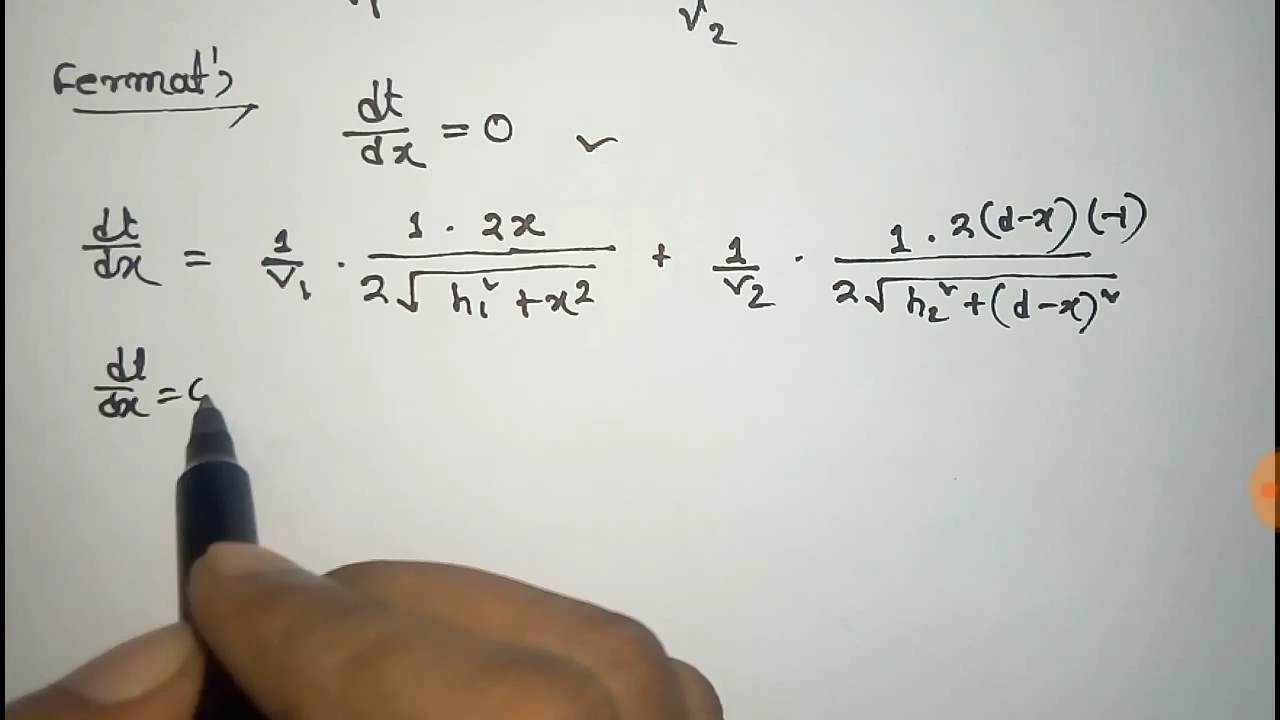 v₂
Fermat's
dt/dx = 0 ✓
dt/dx = 1/v₁ · (1 · 2x)/(2√(h₁² + x²)) + 1/v₂ · (1 · 2(d-x)(-1))/(2√(h₂² + (d-x)²))
dt/dx =